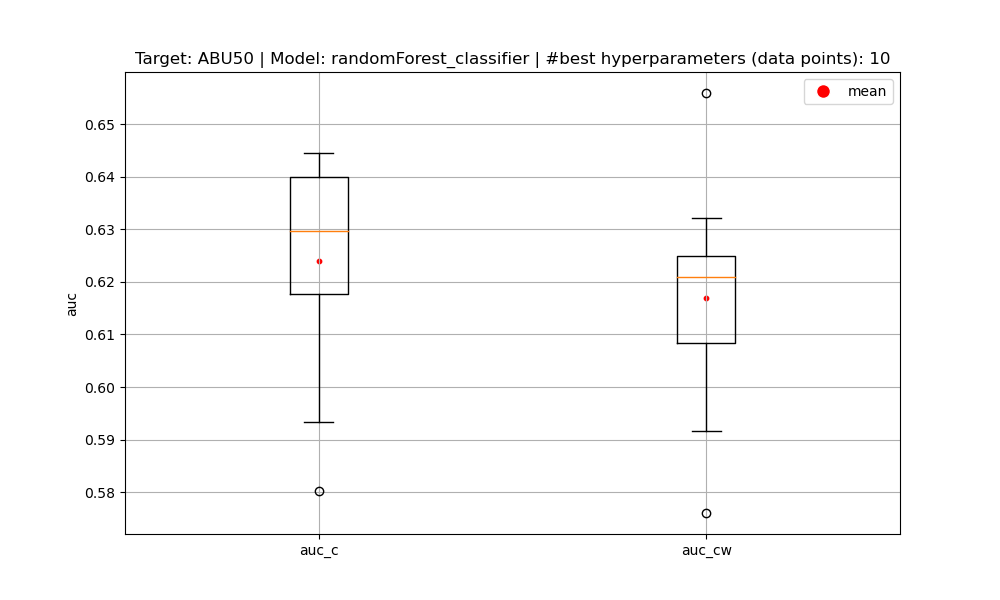 Target: ABU50 | Model: randomForest_classifier | #best hyperparameters (data points): 10
mean
0.65
0.64
0.63
0.62
0.61
0.60
0.59
0.58
auc
auc_c
auc_cw